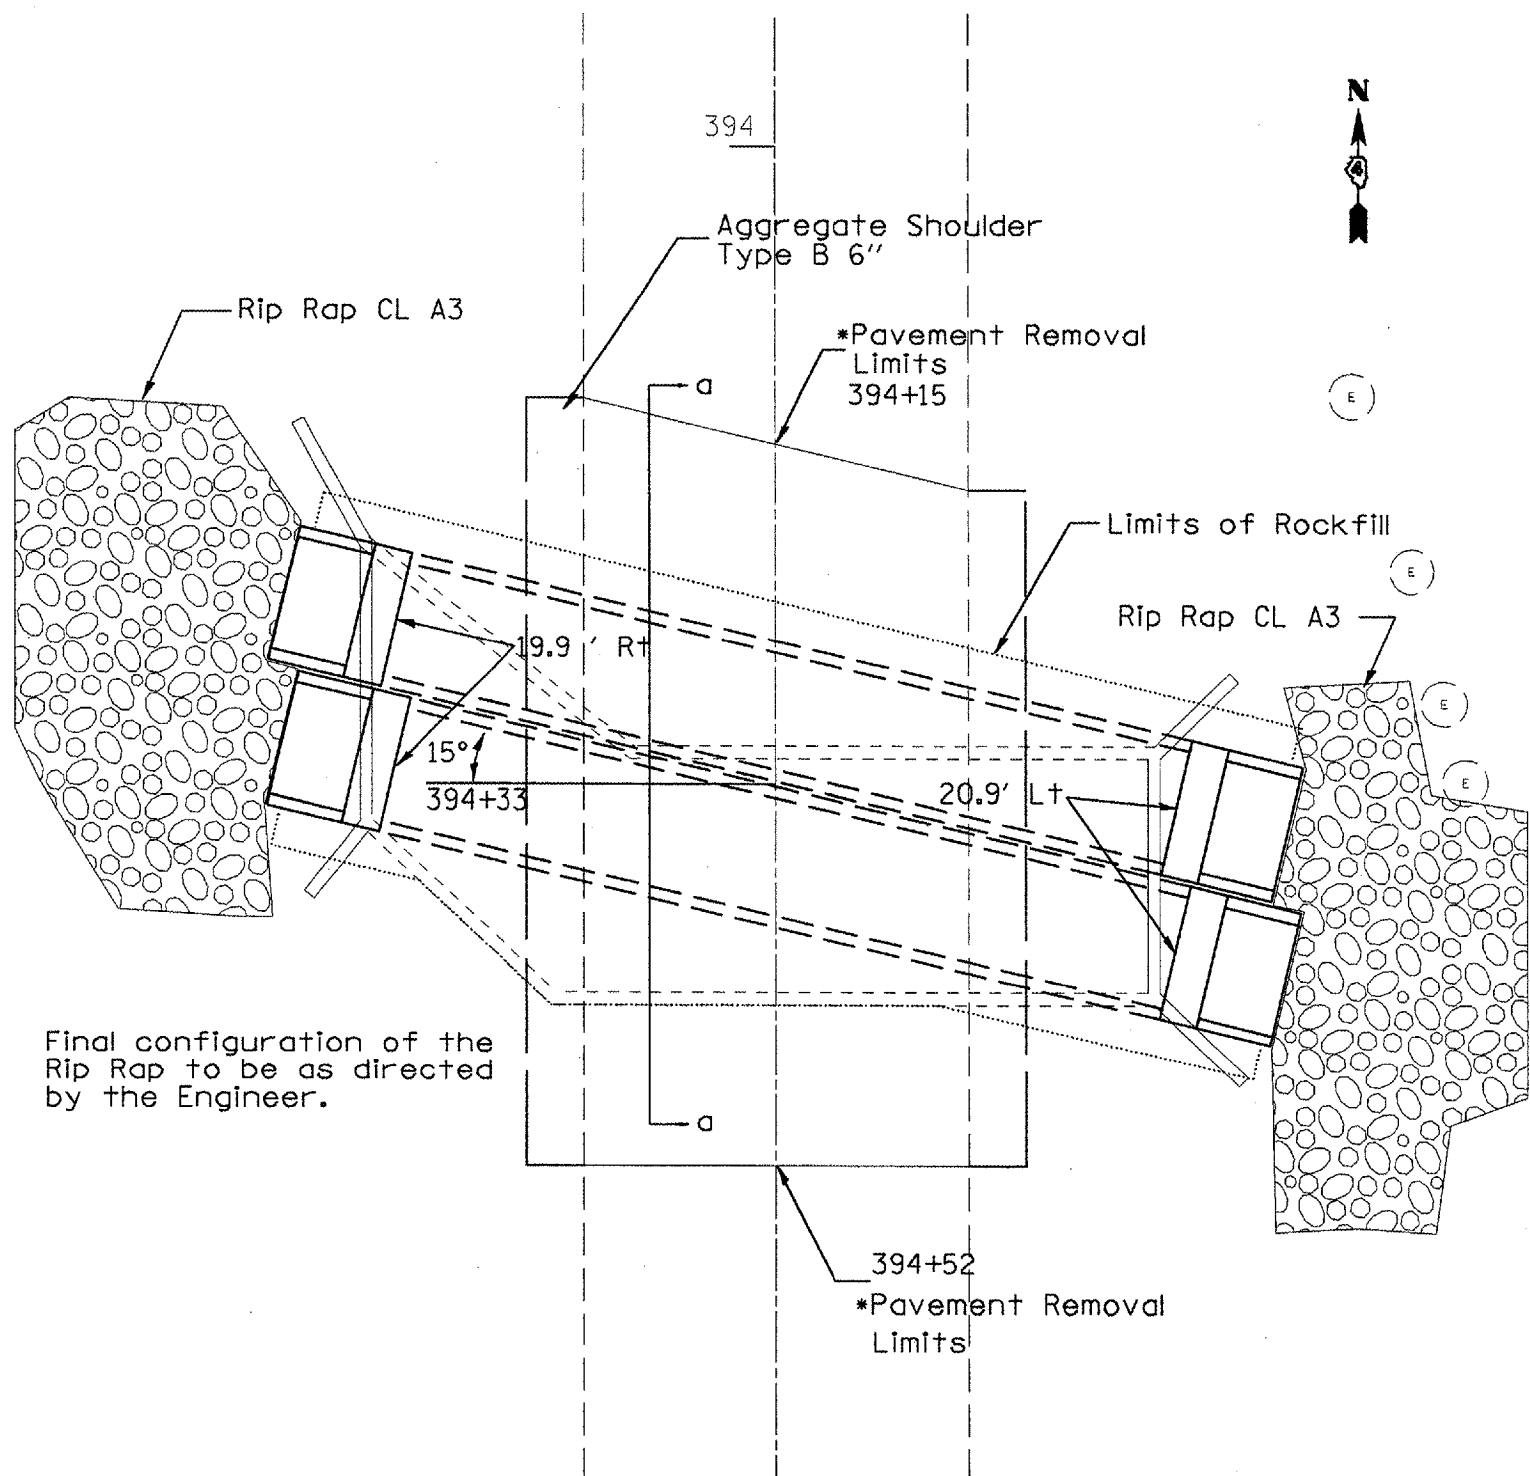 N
4
394
Aggregate Shoulder
Type B 6"
Rip Rap CL A3
*Pavement Removal
Limits
394+15
a
E
Limits of Rockfill
E
Rip Rap CL A3
19.9 ' Rt
E
15°
394+33
20.9' Lt
E
Final configuration of the
Rip Rap to be as directed
by the Engineer.
a
394+52
*Pavement Removal
Limits